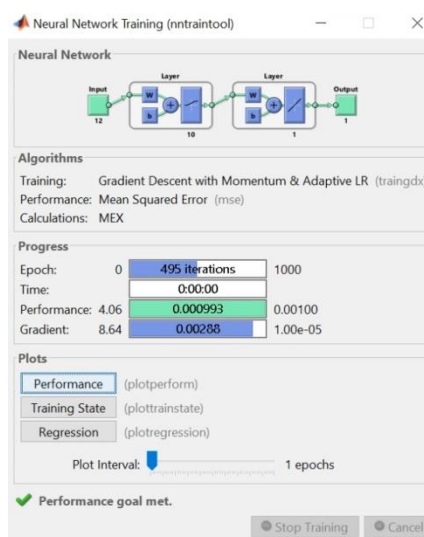 Neural Network Training (nntraintool)
Neural Network
Layer Layer
Input Output
W W
b b
12 10 1 1
Algorithms
Training: Gradient Descent with Momentum & Adaptive LR (traingdx)
Performance: Mean Squared Error (mse)
Calculations: MEX
Progress
Epoch: 0 495 iterations 1000
Time: 0:00:00
Performance: 4.06 0.000993 0.00100
Gradient: 8.64 0.00288 1.00e-05
Plots
Performance (plotperform)
Training State (plottrainstate)
Regression (plotregression)
Plot Interval: 1 epochs
Performance goal met.
Stop Training Cancel